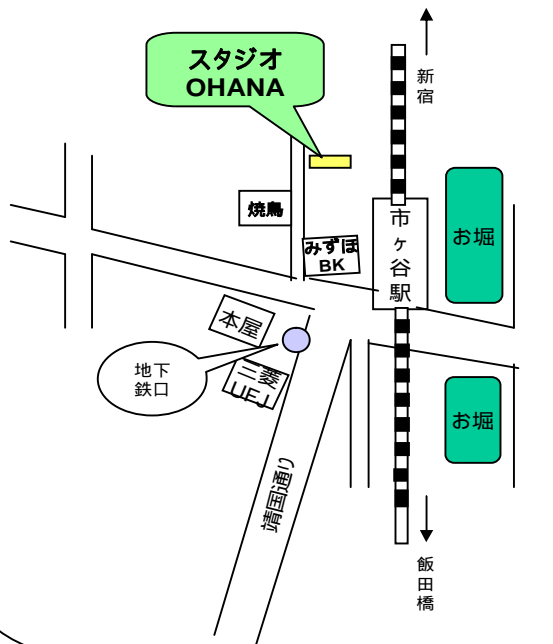 スタジオ
OHANA
新宿
焼鳥
みずほ
BK
市ヶ谷駅
お堀
本屋
地下
鉄口
三菱
UFJ
お堀
靖国通り
飯田橋